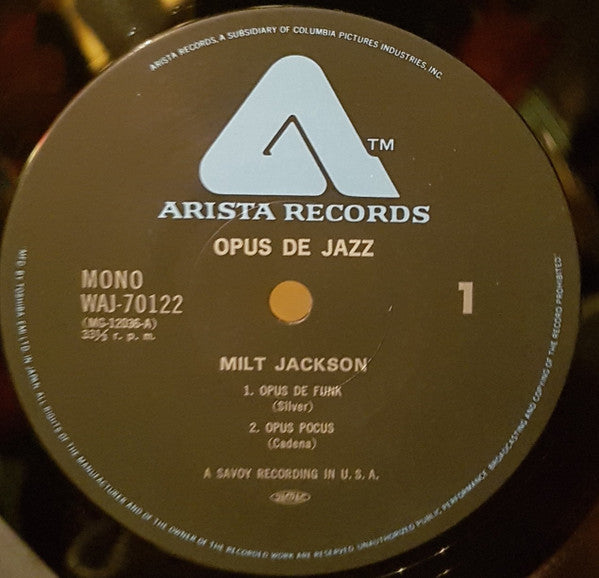 ARISTA RECORDS, A SUBSIDIARY OF COLUMBIA PICTURES INDUSTRIES, INC.
TM
ARISTA RECORDS
OPUS DE JAZZ
MONO
WAJ-70122
(MG-12036-A)
33⅓ r. p. m.
1
MILT JACKSON
1. OPUS DE FUNK
(Silver)
2. OPUS POCUS
(Cadena)
A SAVOY RECORDING IN U. S. A.
MFD BY TOSHIBA EMI LTD. IN JAPAN ALL RIGHTS OF THE MANUFACTURER AND OF THE OWNER OF THE RECORDED WORK ARE RESERVED UNAUTHORIZED PUBLIC PERFORMANCE BROADCASTING AND COPYING OF THE RECORD PROHIBITED